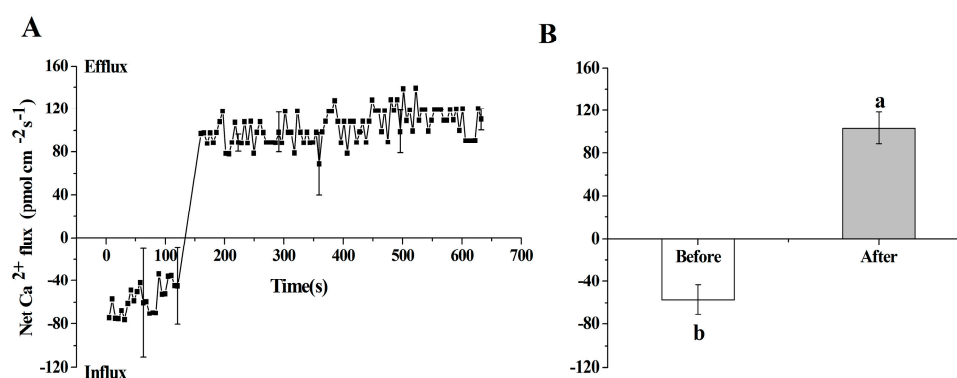 A
B
Efflux
160
120
80
40
0
-40
-80
-120
Net Ca 2+ flux (pmol cm -2 s-1)
0 100 200 300 400 500 600 700
Time(s)
Influx
160
120
80
40
0
-40
-80
-120
a
Before
After
b